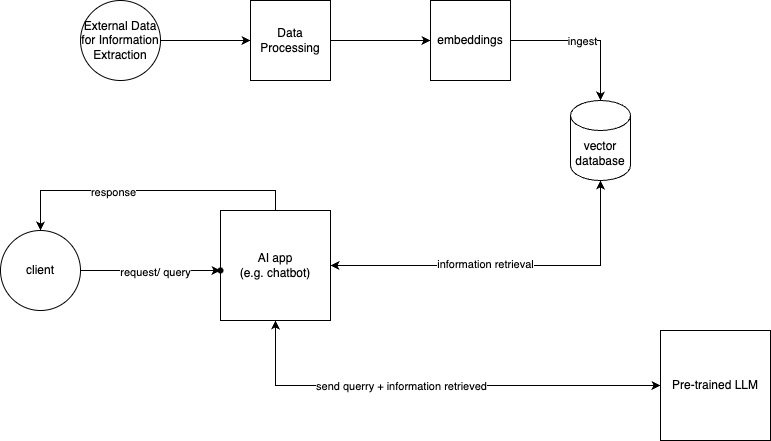 External Data
for Information
Extraction
Data
Processing
embeddings
ingest
vector
database
response
client
request/ query
AI app
(e.g. chatbot)
information retrieval
send querry + information retrieved
Pre-trained LLM